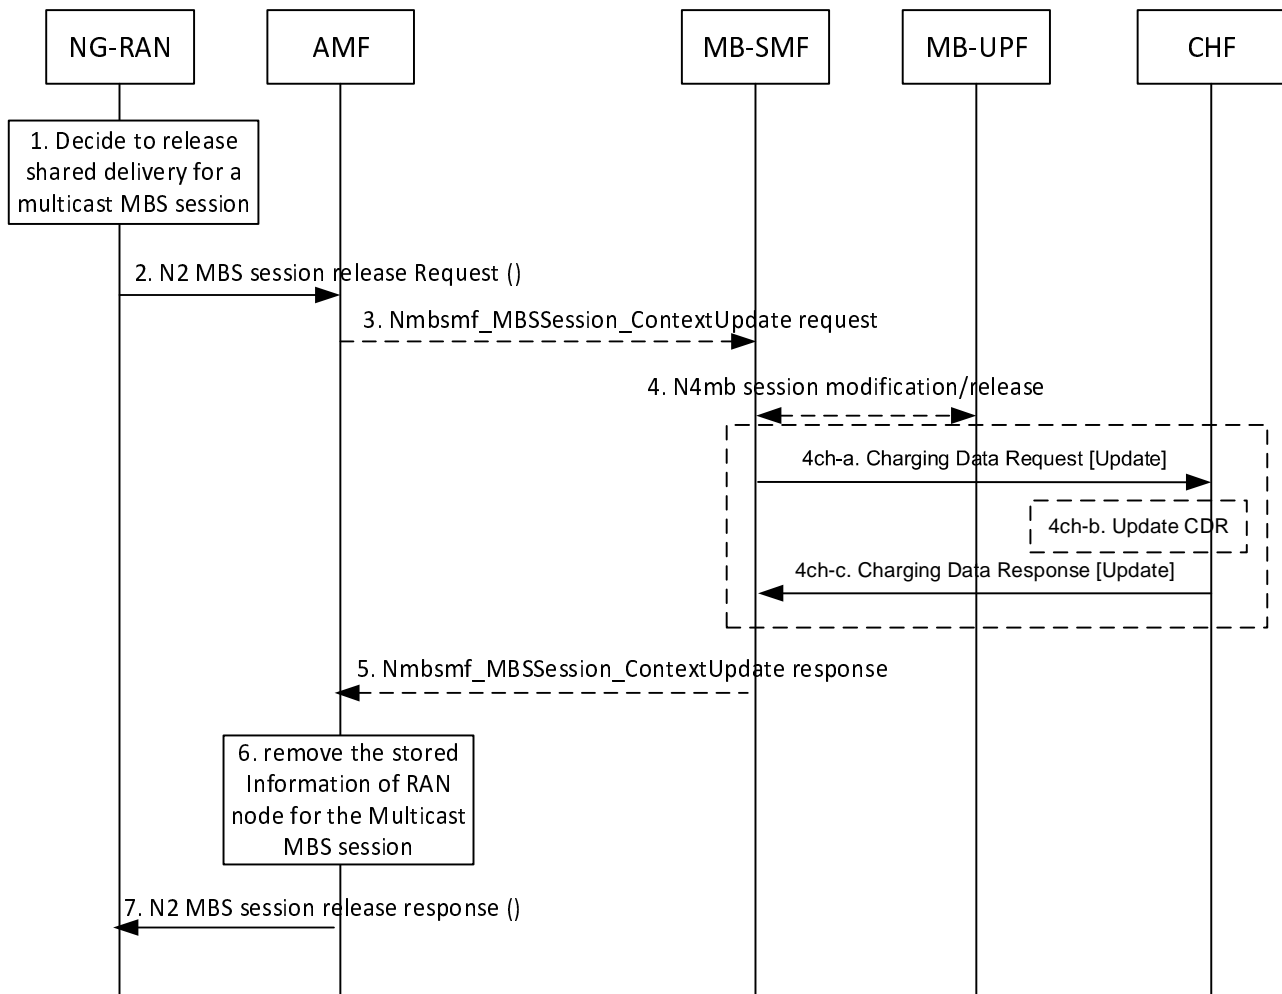 NG-RAN
AMF
MB-SMF
MB-UPF
CHF
1. Decide to release
shared delivery for a
multicast MBS session
2. N2 MBS session release Request ()
3. Nmbsmf_MBSSession_ContextUpdate request
4. N4mb session modification/release
4ch-a. Charging Data Request [Update]
4ch-b. Update CDR
4ch-c. Charging Data Response [Update]
5. Nmbsmf_MBSSession_ContextUpdate response
6. remove the stored
Information of RAN
node for the Multicast
MBS session
7. N2 MBS session release response ()